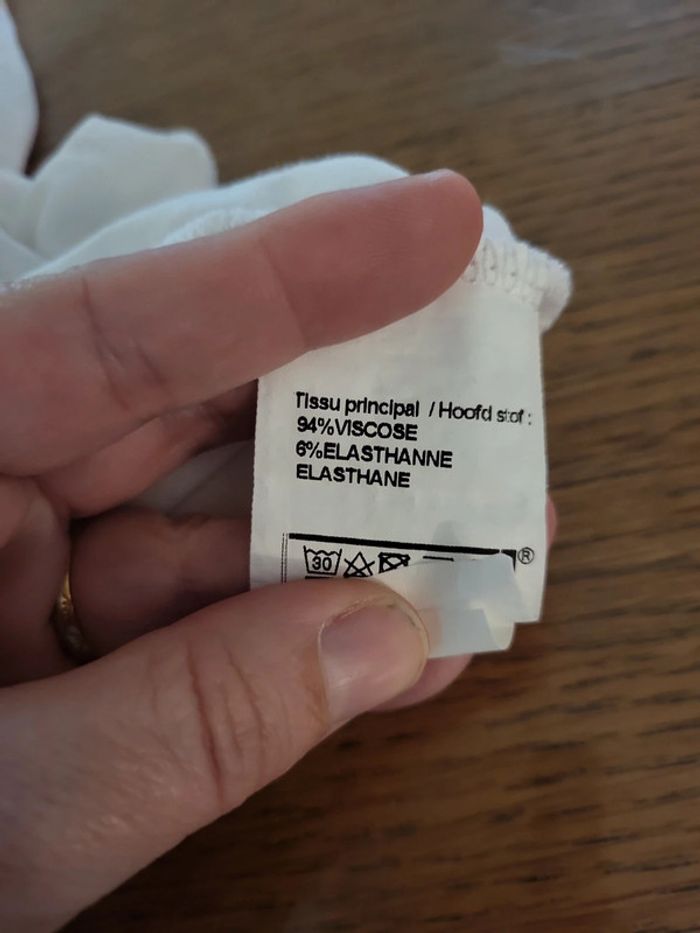 Tissu principal / Hoofd stof :
94%VISCOSE
6%ELASTHANNE
ELASTHANE
®
30